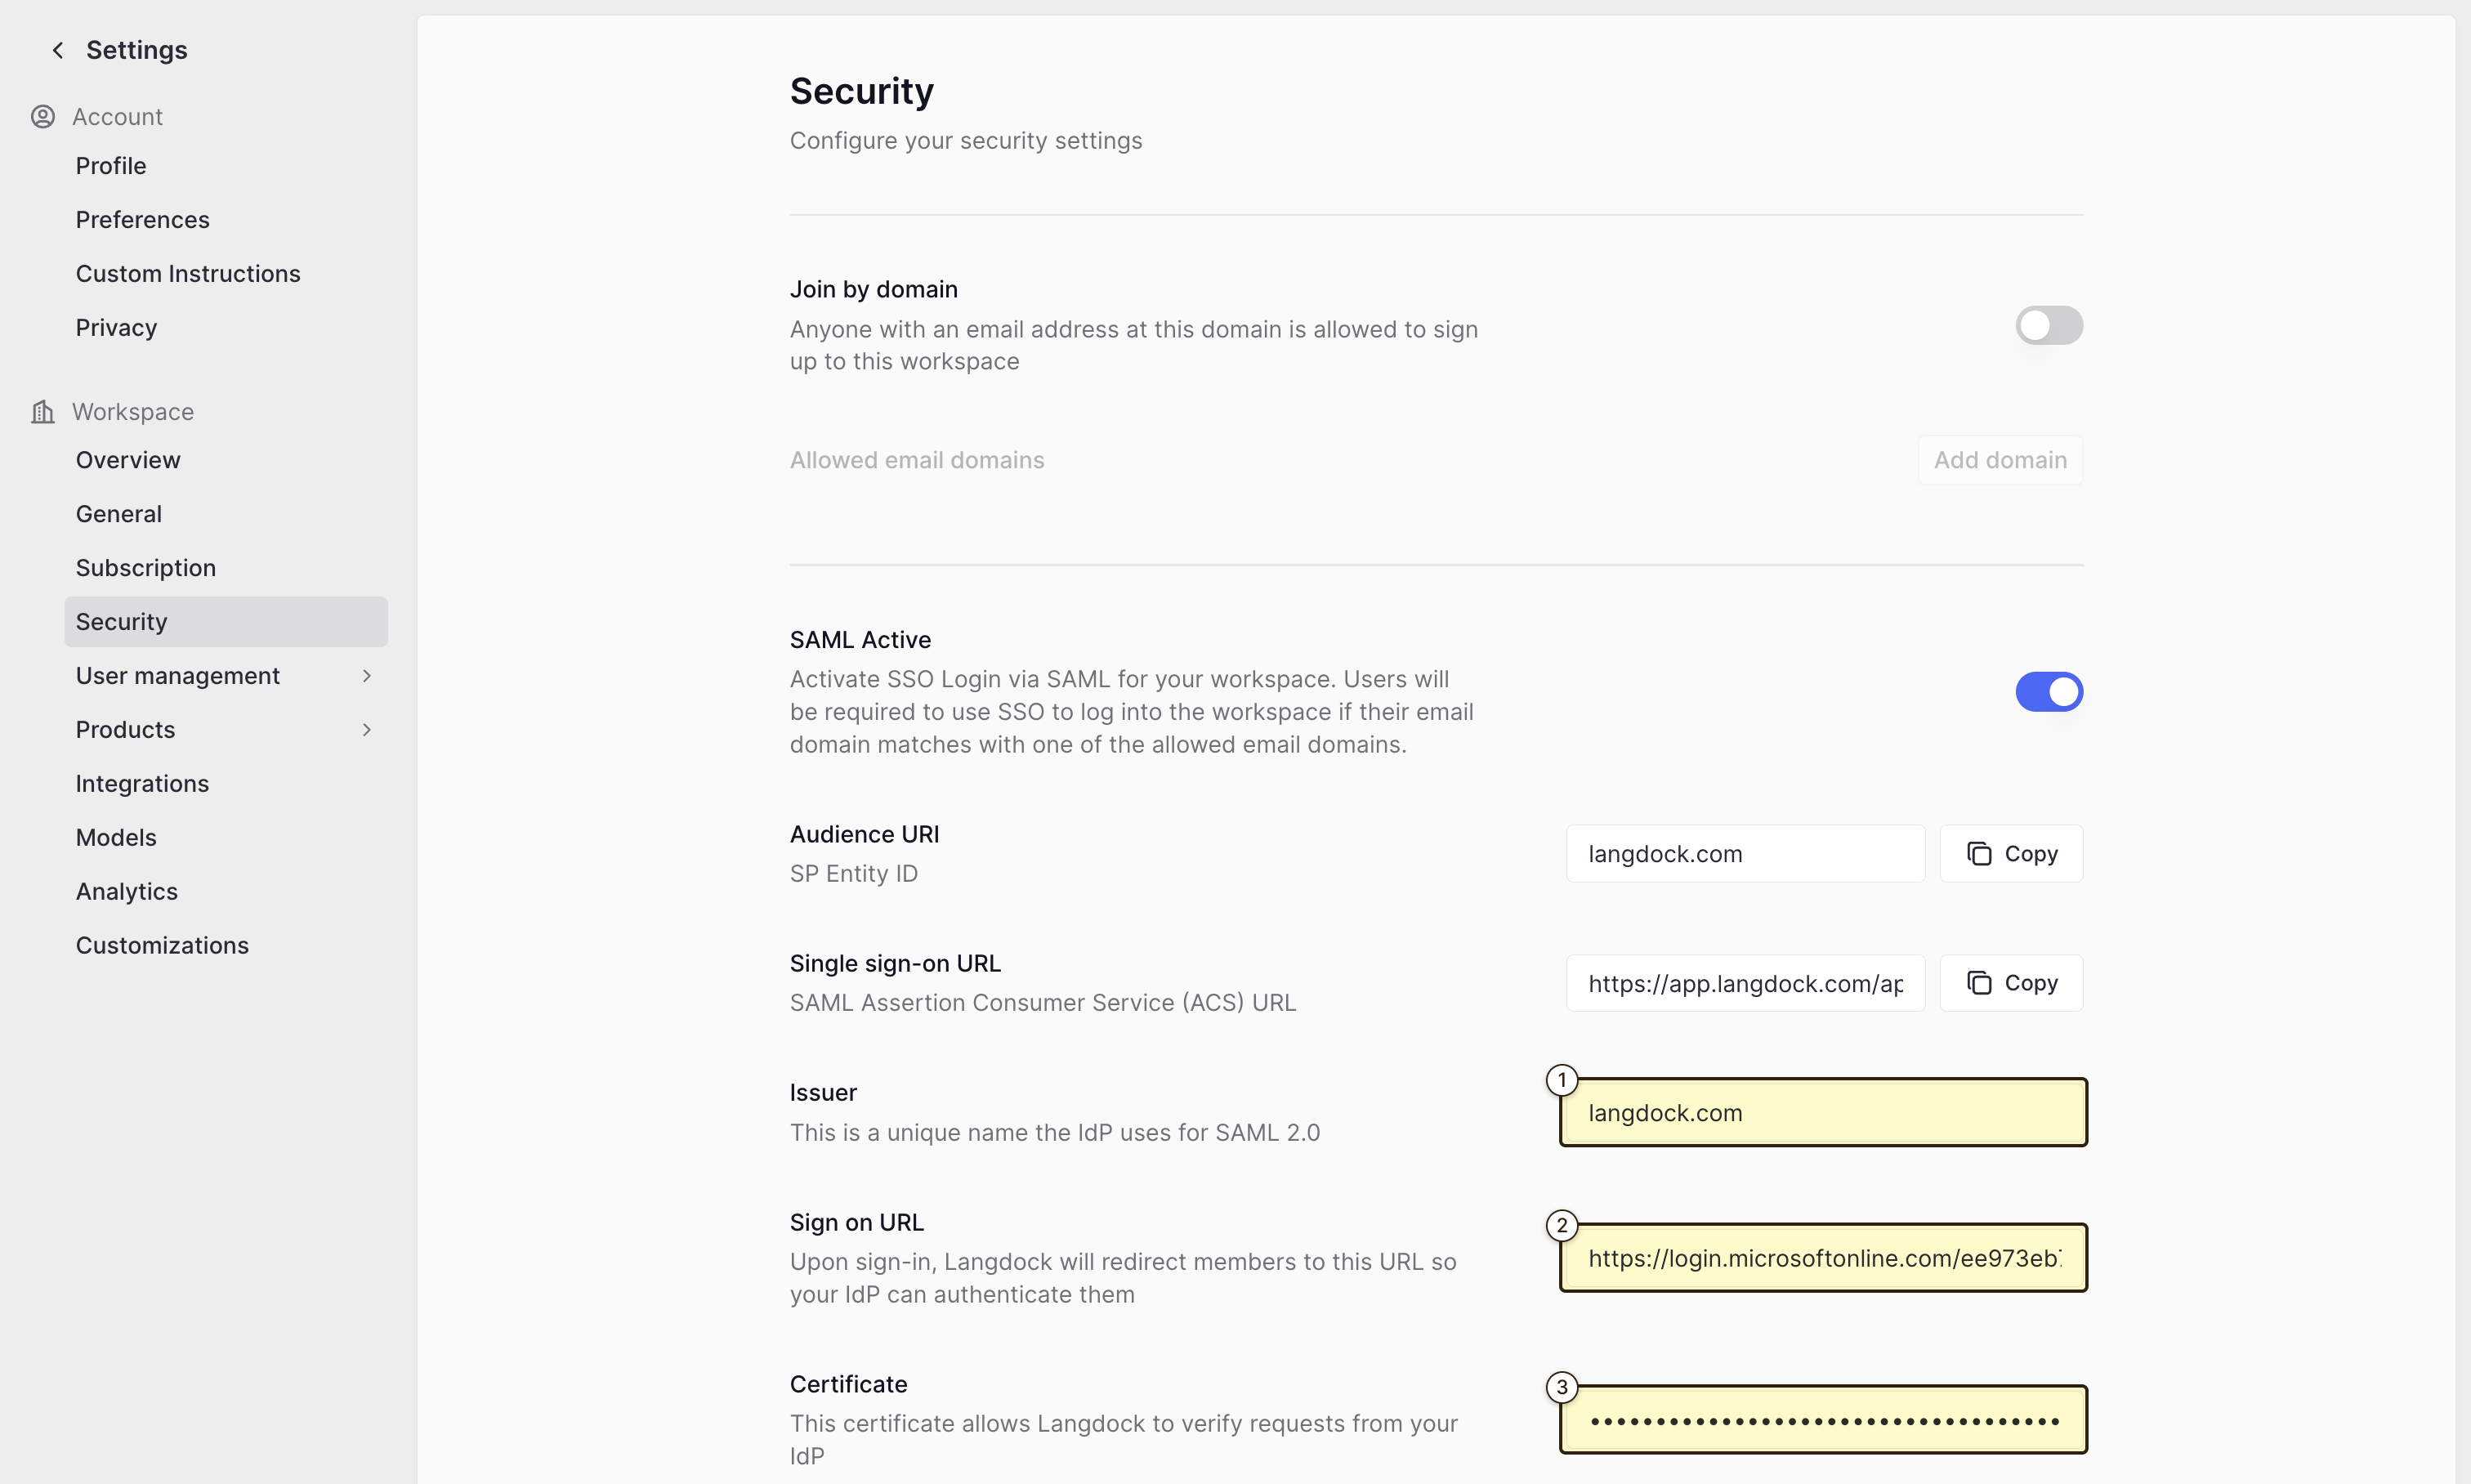 Settings
Account
Profile
Preferences
Custom Instructions
Privacy
Workspace
Overview
General
Subscription
Security
User management
Products
Integrations
Models
Analytics
Customizations
Security
Configure your security settings
Join by domain
Anyone with an email address at this domain is allowed to sign
up to this workspace
Allowed email domains
Add domain
SAML Active
Activate SSO Login via SAML for your workspace. Users will
be required to use SSO to log into the workspace if their email
domain matches with one of the allowed email domains.
Audience URI
SP Entity ID
langdock.com
Copy
Single sign-on URL
SAML Assertion Consumer Service (ACS) URL
https://app.langdock.com/ap
Copy
Issuer
This is a unique name the IdP uses for SAML 2.0
1
langdock.com
Sign on URL
Upon sign-in, Langdock will redirect members to this URL so
your IdP can authenticate them
2
https://login.microsoftonline.com/ee973eb
Certificate
This certificate allows Langdock to verify requests from your
IdP
3
••••••••••••••••••••••••••••••••••••